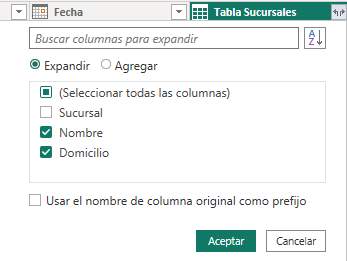 Fecha Tabla Sucursales
Buscar columnas para expandir
A
Z
Expandir Agregar
(Seleccionar todas las columnas)
Sucursal
Nombre
Domicilio
Usar el nombre de columna original como prefijo
Aceptar Cancelar